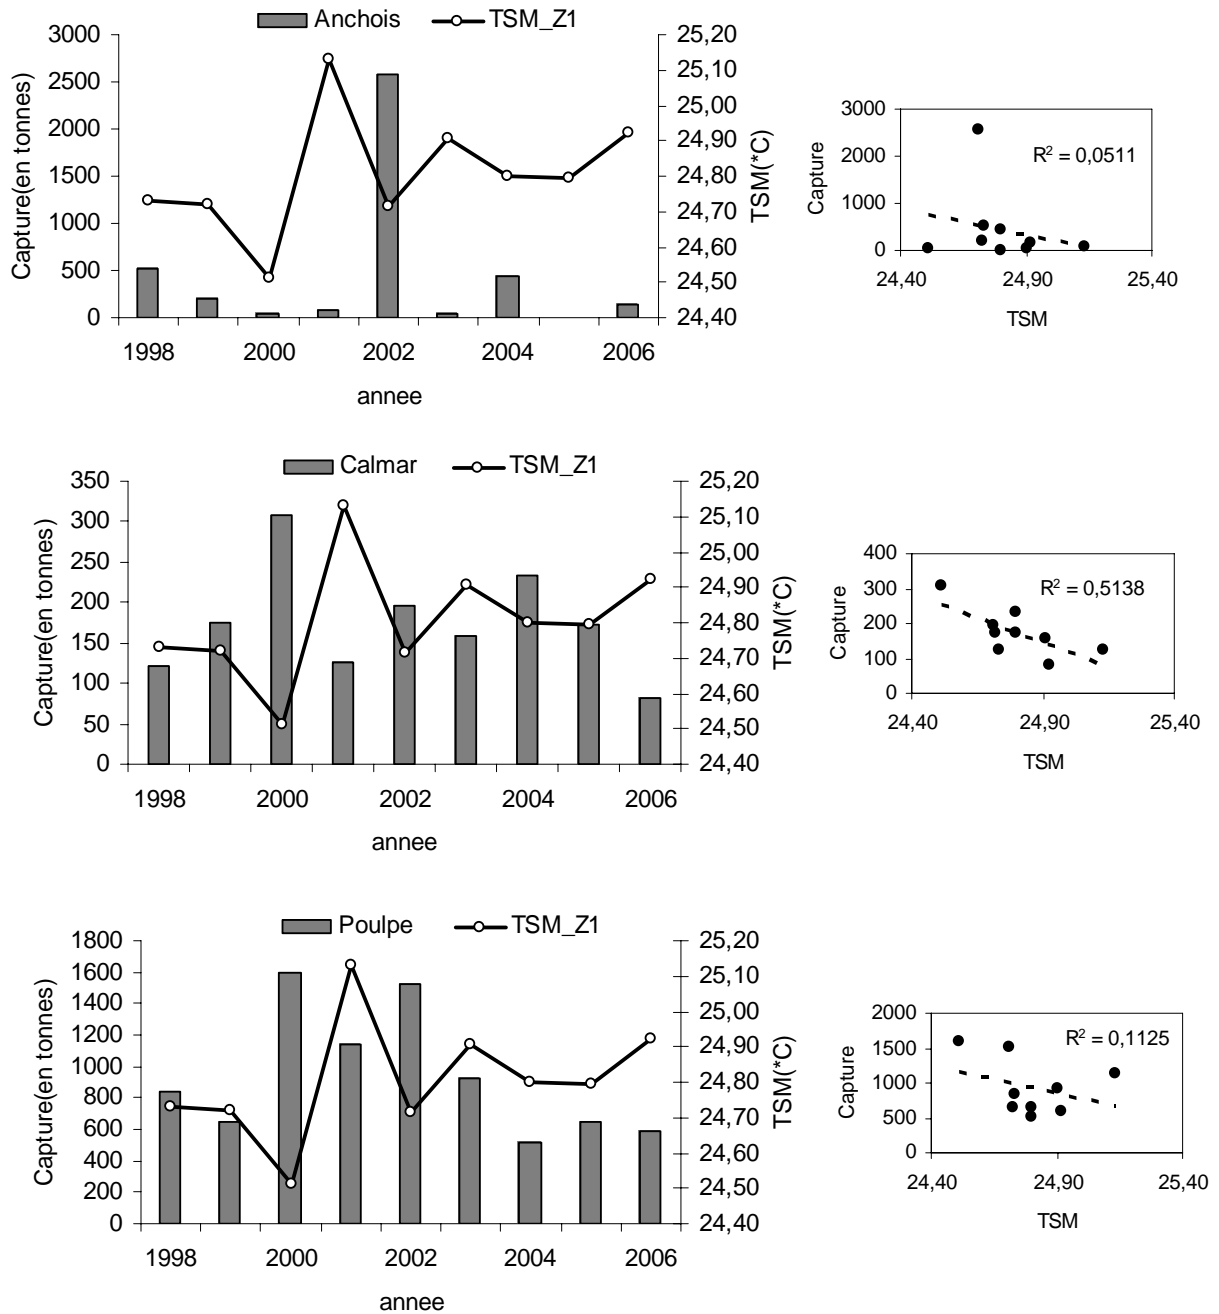 Anchois TSM_Z1
3000
2500
2000
1500
1000
500
0
Capture(en tonnes)
25,20
25,10
25,00
24,90
24,80
24,70
24,60
24,50
24,40
TSM(*C)
1998 2000 2002 2004 2006
annee
3000
2000
1000
0
Capture
R² = 0,0511
24,40 24,90 25,40
TSM
Calmar TSM_Z1
350
300
250
200
150
100
50
0
Capture(en tonnes)
25,20
25,10
25,00
24,90
24,80
24,70
24,60
24,50
24,40
TSM(*C)
1998 2000 2002 2004 2006
annee
400
300
200
100
0
Capture
R² = 0,5138
24,40 24,90 25,40
TSM
Poulpe TSM_Z1
1800
1600
1400
1200
1000
800
600
400
200
0
Capture(en tonnes)
25,20
25,10
25,00
24,90
24,80
24,70
24,60
24,50
24,40
TSM(*C)
1998 2000 2002 2004 2006
annee
2000
1500
1000
500
0
Capture
R² = 0,1125
24,40 24,90 25,40
TSM